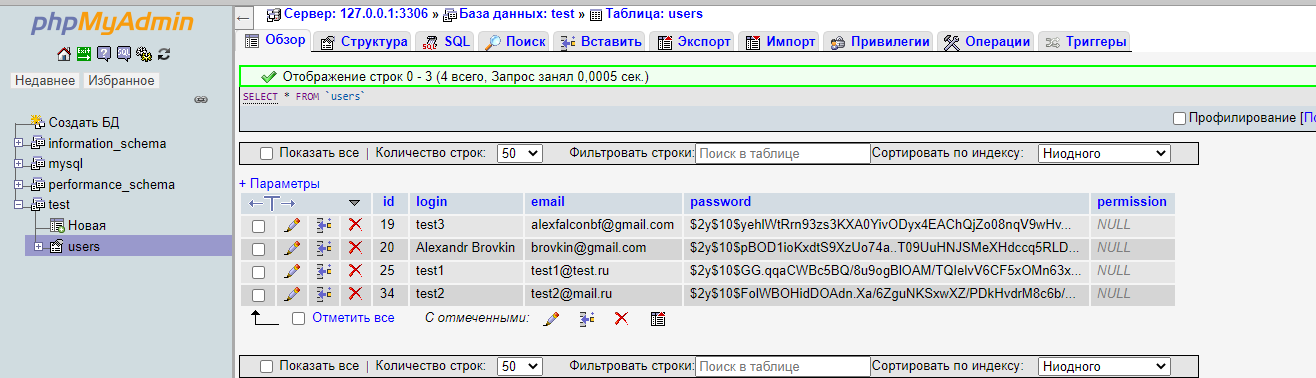 phpMyAdmin
Недавнее Избранное
Создать БД
information_schema
mysql
performance_schema
test
Новая
users
Сервер: 127.0.0.1:3306 » База данных: test » Таблица: users
Обзор Структура SQL Поиск Вставить Экспорт Импорт Привилегии Операции Триггеры
Отображение строк 0 - 3 (4 всего, Запрос занял 0,0005 сек.)
SELECT * FROM `users`
Профилирование [По
Показать все | Количество строк: 50 Фильтровать строки: Поиск в таблице Сортировать по индексу: Ниодного
+ Параметры
←T→ id login email password permission
19 test3 alexfalconbf@gmail.com $2y$10$yehlWtRrn93zs3KXA0YivODyx4EAChQjZo08nqV9wHv... NULL
20 Alexandr Brovkin brovkin@gmail.com $2y$10$pBOD1ioKxdtS9XzUo74a..T09UuHNJSMeXHdccq5RLD... NULL
25 test1 test1@test.ru $2y$10$GG.qqaCWBc5BQ/8u9ogBlOAM/TQIelvV6CF5xOMn63x... NULL
34 test2 test2@mail.ru $2y$10$FolWBOHidDOAdn.Xa/6ZguNKSxwXZ/PDkHvdrM8c6b/... NULL
Отметить все С отмеченными:
Показать все | Количество строк: 50 Фильтровать строки: Поиск в таблице Сортировать по индексу: Ниодного